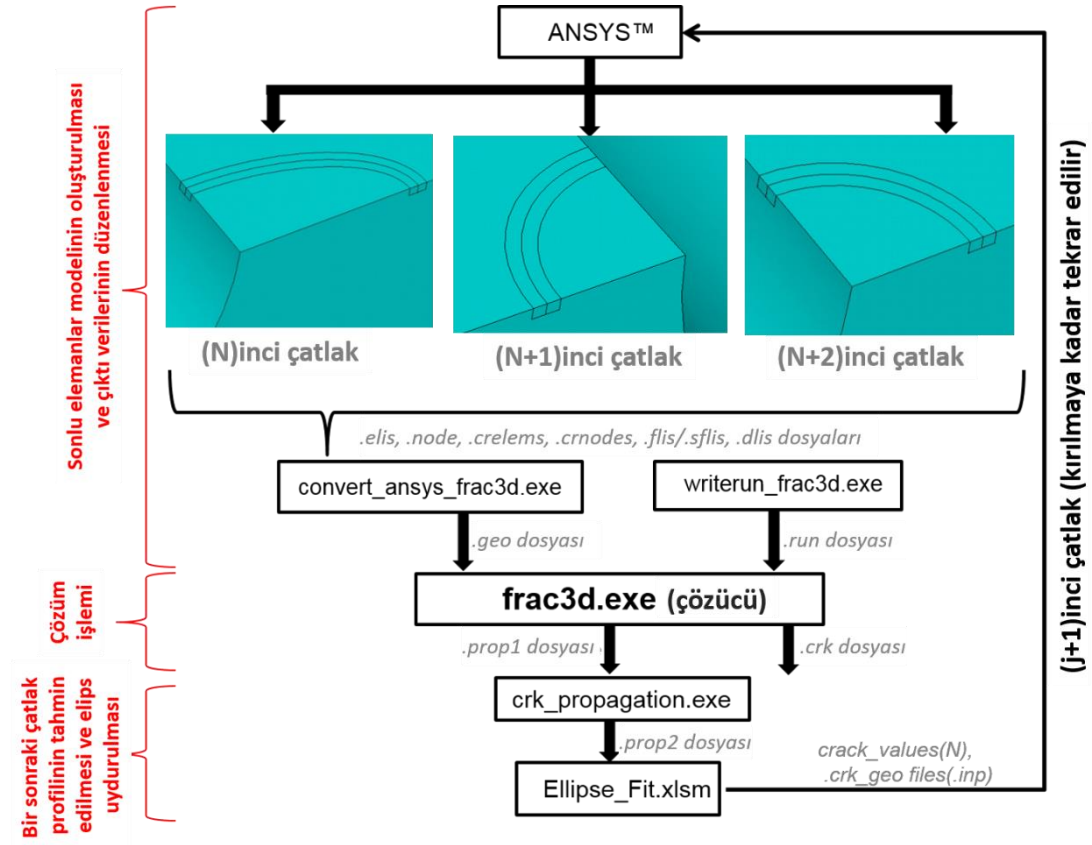 ANSYS™
Sonlu elemanlar modelinin oluşturulması
ve çıktı verilerinin düzenlenmesi
(N)inci çatlak
(N+1)inci çatlak
(N+2)inci çatlak
.elis, .node, .crelems, .crnodes, .flis/.sflis, .dlis dosyaları
convert_ansys_frac3d.exe
writerun_frac3d.exe
.geo dosyası
.run dosyası
Çözüm
işlemi
frac3d.exe (çözücü)
.prop1 dosyası
.crk dosyası
Bir sonraki çatlak
profilinin tahmin
edilmesi ve elips
uydurulması
crk_propagation.exe
.prop2 dosyası
Ellipse_Fit.xlsm
crack_values(N),
.crk_geo files(.inp)
(j+1)inci çatlak (kırılmaya kadar tekrar edilir)